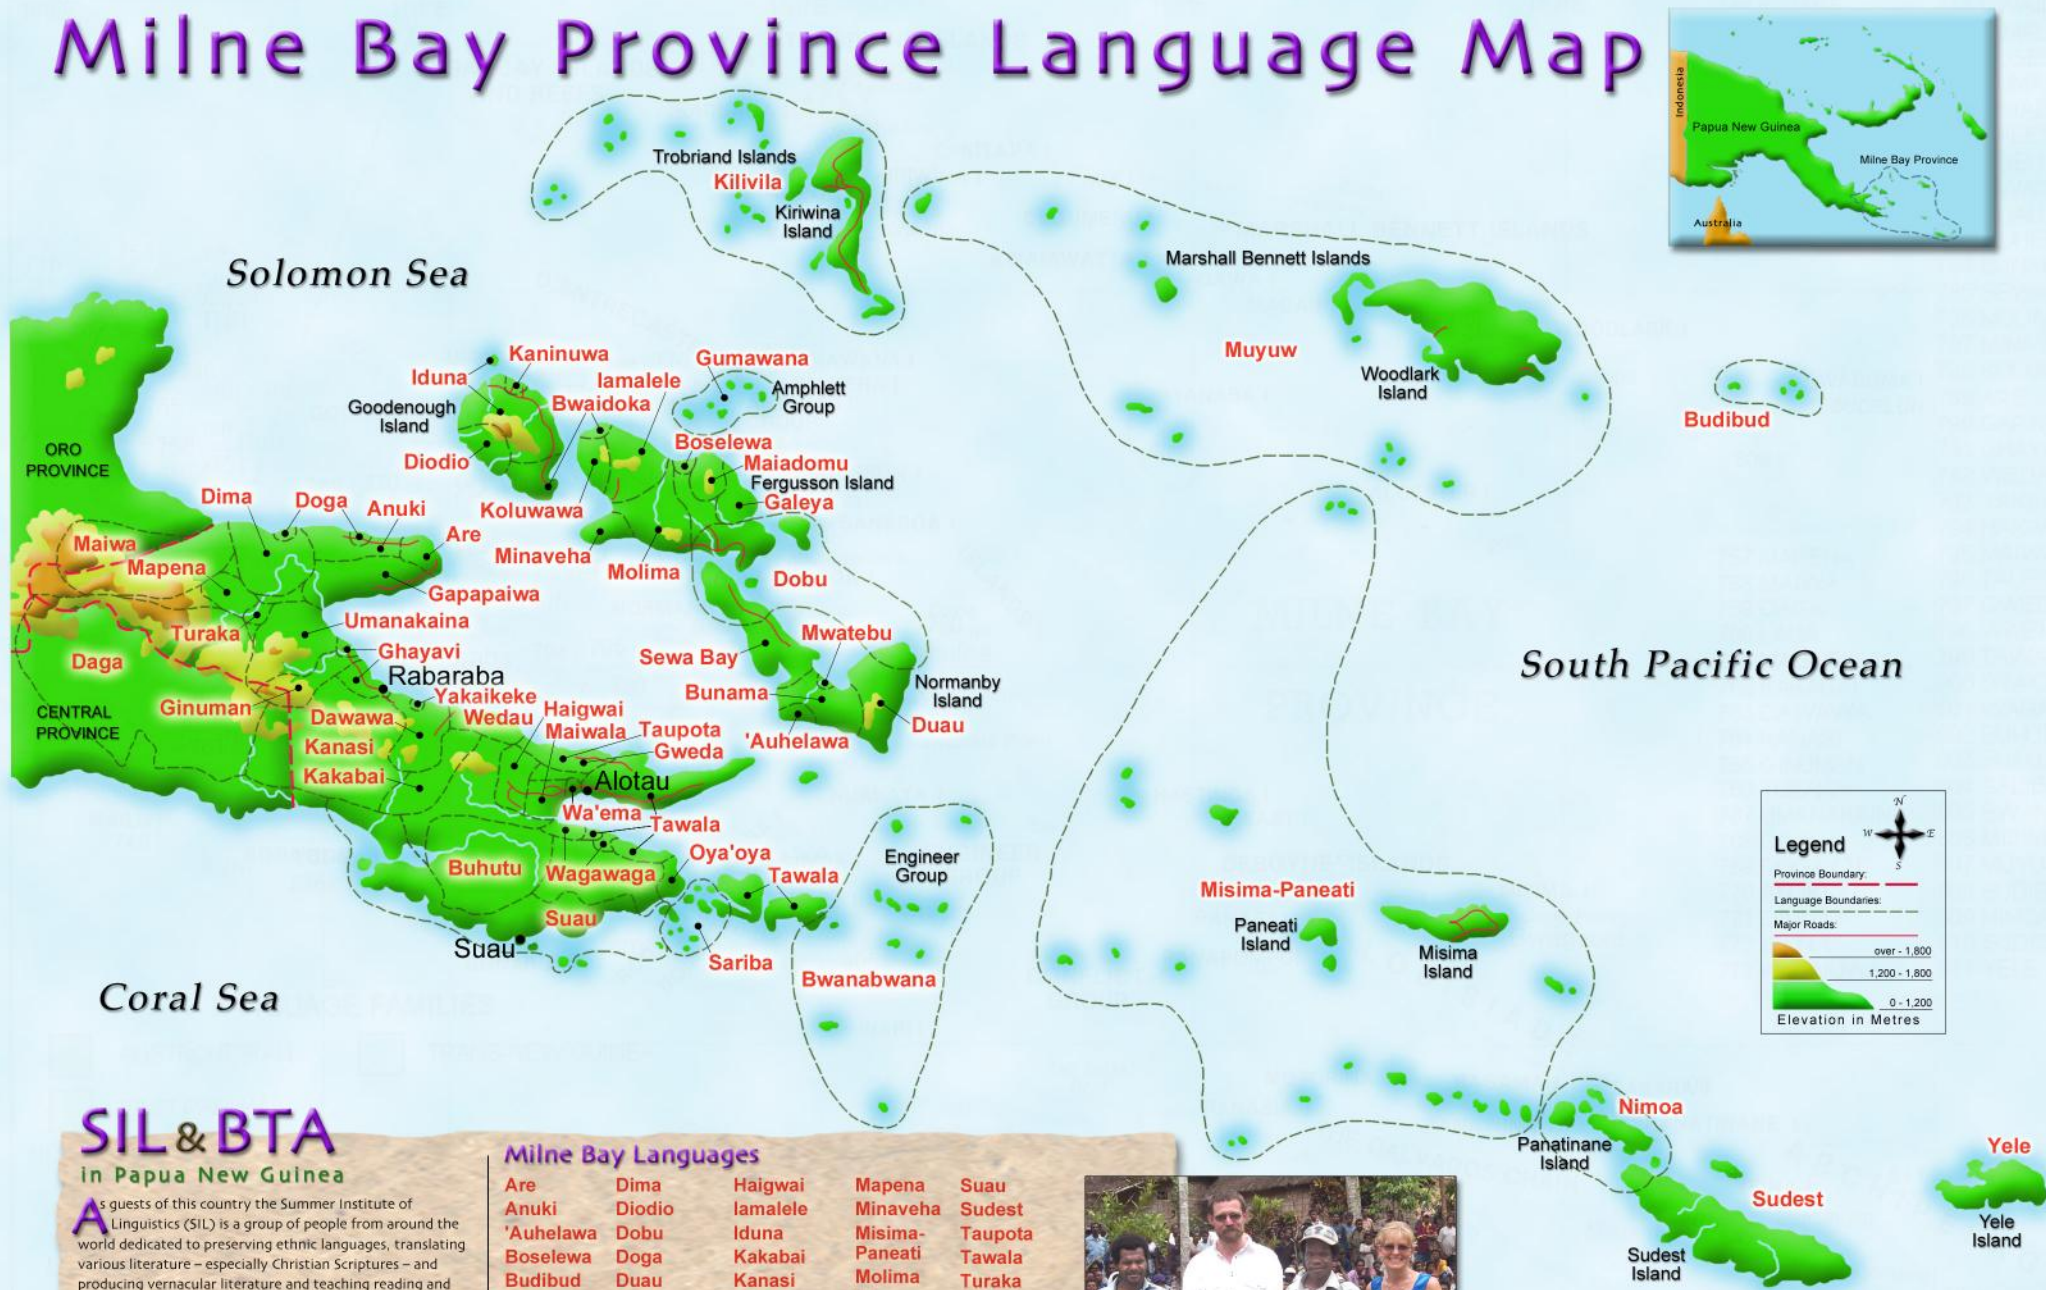 Milne Bay Province Language Map
Indonesia
Papua New Guinea
Milne Bay Province
Australia
Trobriand Islands
Kilivila
Kiriwina
Island
Solomon Sea
Marshall Bennett Islands
Muyuw
Woodlark
Island
Budibud
Kaninuwa
Iduna
Gumawana
Iamalele
Amphlett
Group
Goodenough
Island
Bwaidoka
Boselewa
Diodio
Maiadomu
Fergusson Island
Galeya
Koluwawa
Minaveha
Molima
Dobu
ORO
PROVINCE
Dima
Doga
Anuki
Are
Maiwa
Mapena
Gapapaiwa
Umanakaina
Turaka
Ghayavi
Daga
Rabaraba
Ginuman
Yakaikeke
CENTRAL
PROVINCE
Dawawa
Wedau
Haigwai
Kanasi
Maiwala
Taupota
Gweda
Kakabai
Alotau
Wa'ema
Tawala
Oya'oya
Buhutu
Wagawaga
Tawala
Suau
Suau
Sariba
Mwatebu
Sewa Bay
Bunama
Normanby
Island
Duau
'Auhelawa
Engineer
Group
Bwanabwana
South Pacific Ocean
Misima-Paneati
Paneati
Island
Misima
Island
Coral Sea
Nimoa
Panatinane
Island
Sudest
Sudest
Island
Yele
Yele
Island
N
W
E
S
Legend
Province Boundary:
Language Boundaries:
Major Roads:
over - 1,800
1,200 - 1,800
0 - 1,200
Elevation in Metres
SIL & BTA
in Papua New Guinea
As guests of this country the Summer Institute of
Linguistics (SIL) is a group of people from around the
world dedicated to preserving ethnic languages, translating
various literature – especially Christian Scriptures – and
producing vernacular literature and teaching reading and
Milne Bay Languages
Are Dima Haigwai Mapena Suau
Anuki Diodio Iamalele Minaveha Sudest
'Auhelawa Dobu Iduna Misima- Taupota
Boselewa Doga Kakabai Paneati Tawala
Budibud Duau Kanasi Molima Turaka